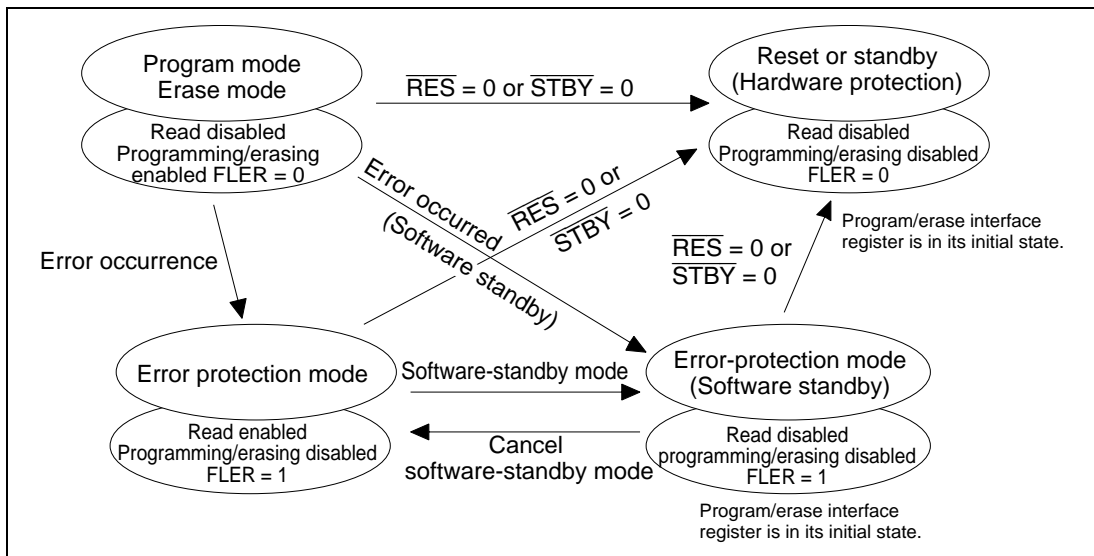 Program mode
Erase mode
Read disabled
Programming/erasing
enabled FLER = 0
RES = 0 or STBY = 0
Reset or standby
(Hardware protection)
Read disabled
Programming/erasing disabled
FLER = 0
Program/erase interface
register is in its initial state.
Error occurrence
Error occurred
(Software standby)
RES = 0 or
STBY = 0
RES = 0 or
STBY = 0
Error protection mode
Read enabled
Programming/erasing disabled
FLER = 1
Software-standby mode
Cancel
software-standby mode
Error-protection mode
(Software standby)
Read disabled
programming/erasing disabled
FLER = 1
Program/erase interface
register is in its initial state.